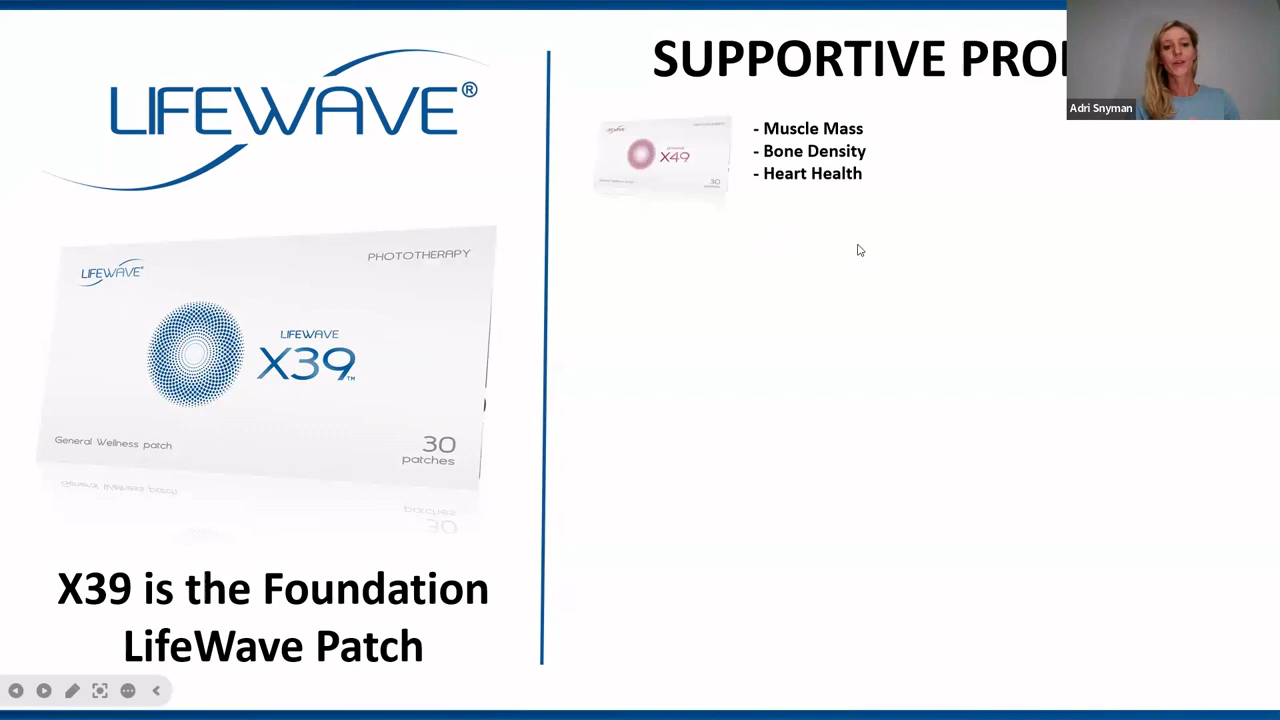 LIFEWAVE®
SUPPORTIVE
Adri Snyman
- Muscle Mass
- Bone Density
- Heart Health
X49
30
LIFEWAVE®
PHOTOTHERAPY
LIFEWAVE
X39™
General Wellness patch
30
patches
X39 is the Foundation
LifeWave Patch